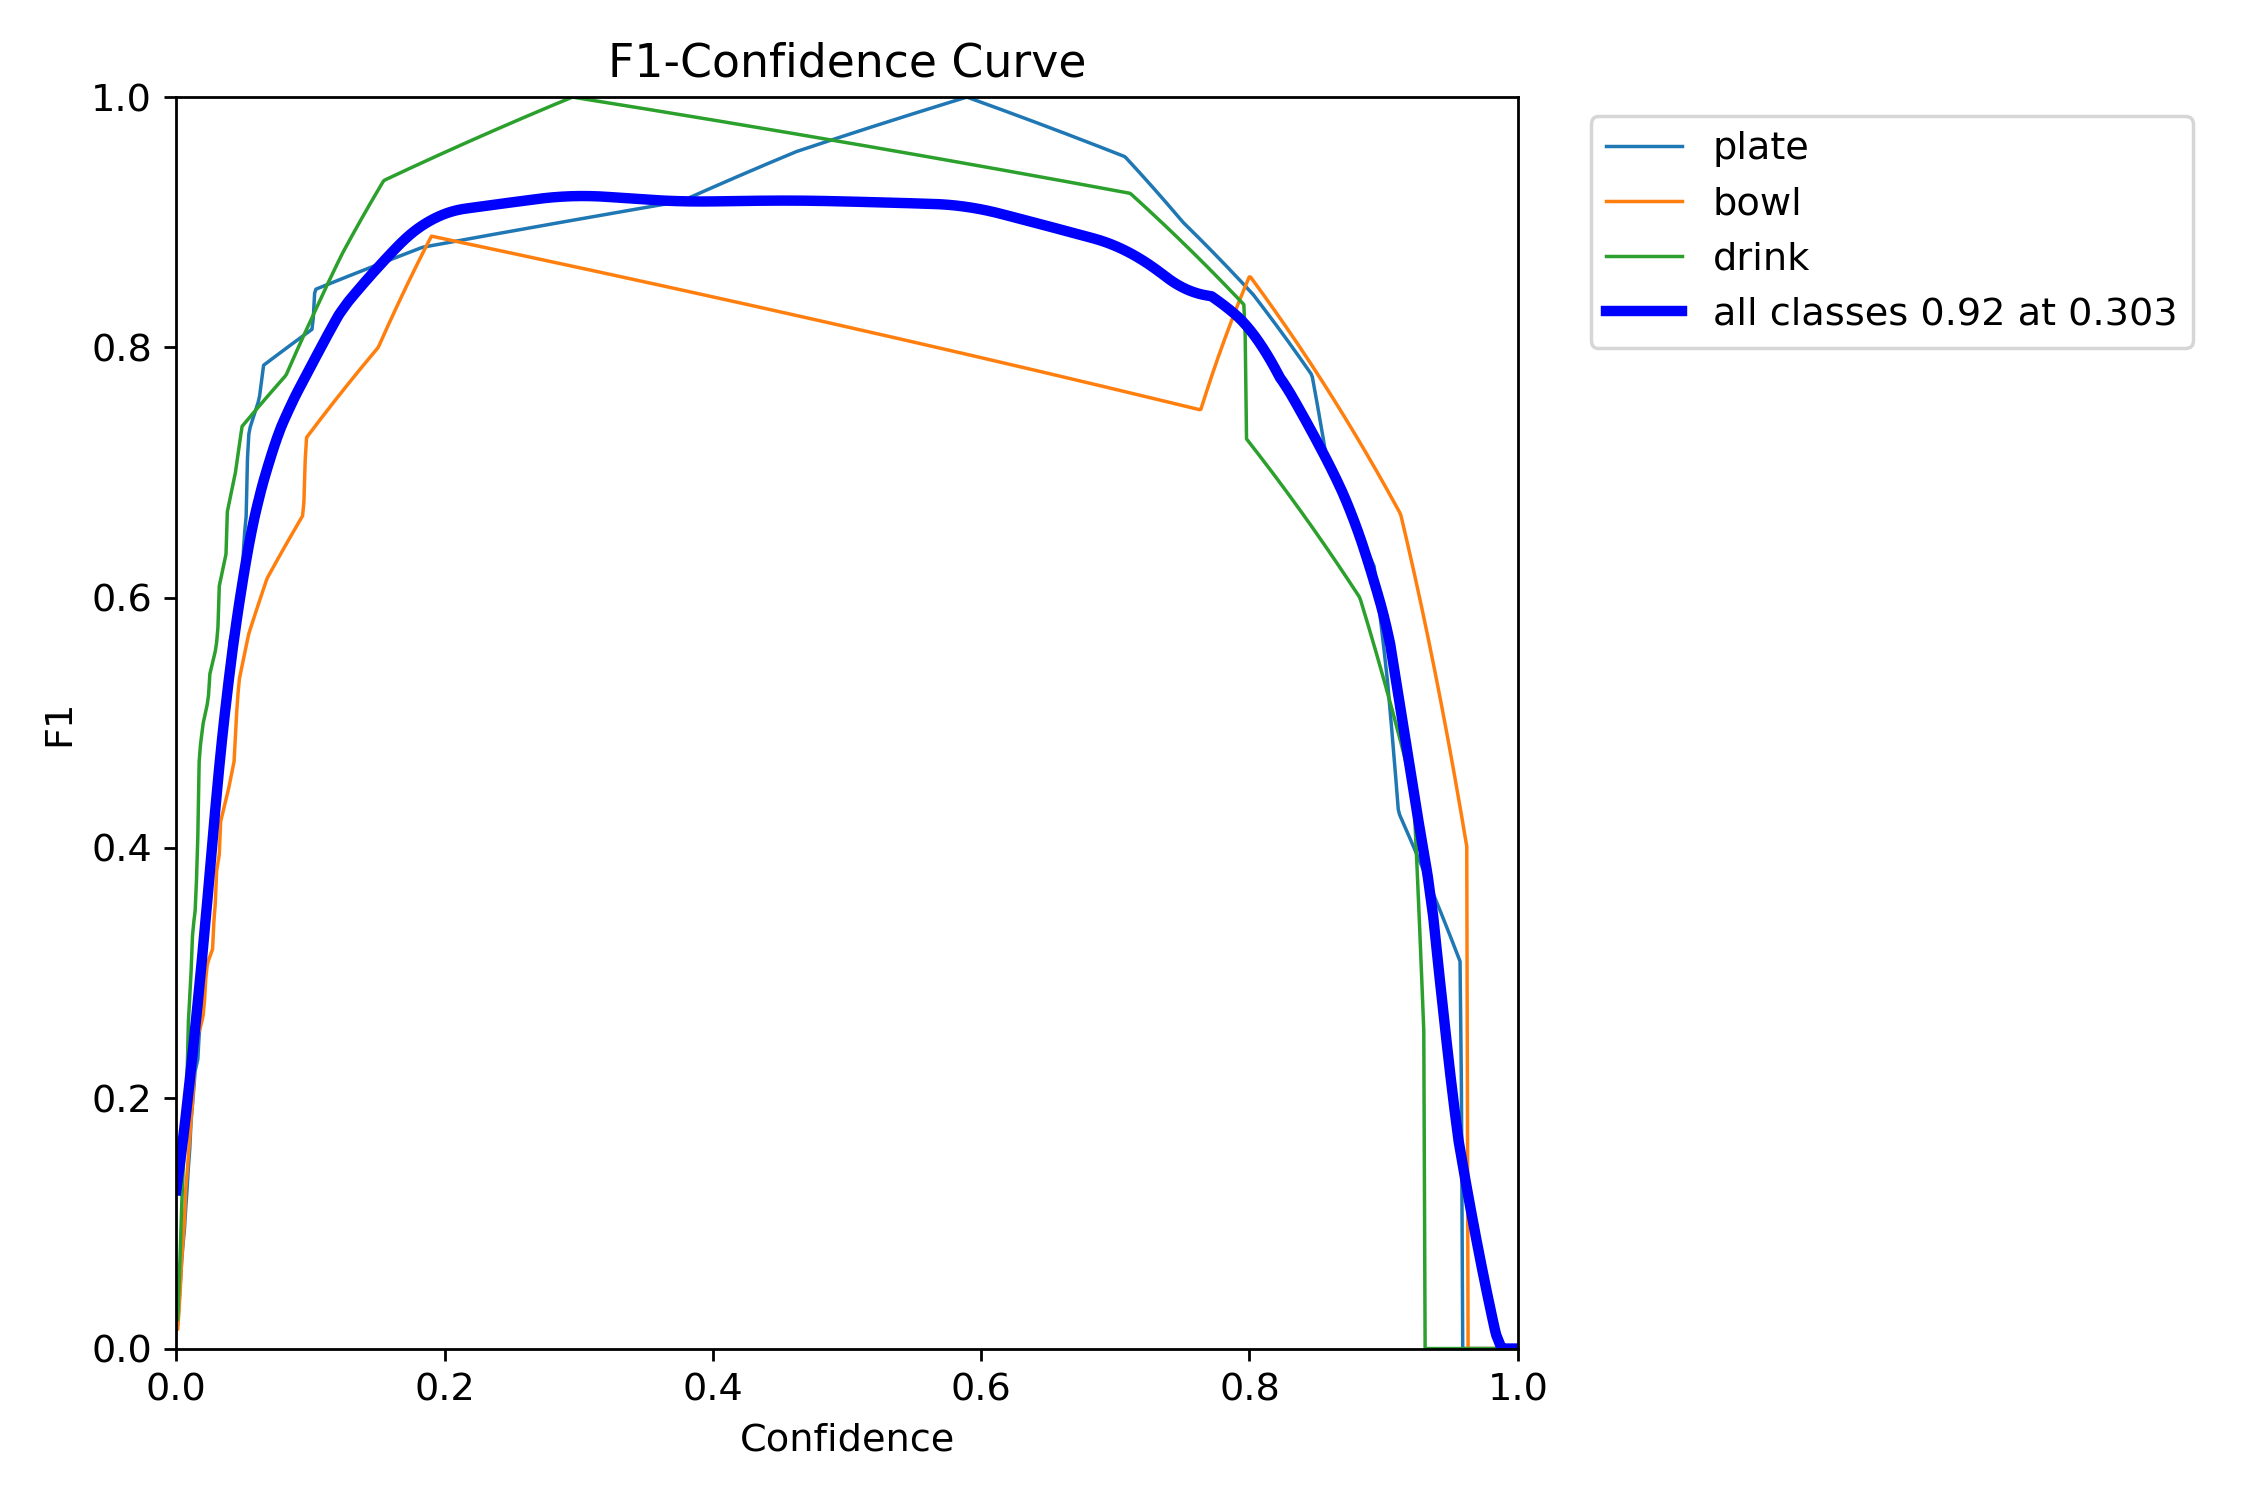 F1-Confidence Curve
1.0
0.8
0.6
0.4
0.2
0.0
F1
0.0 0.2 0.4 0.6 0.8 1.0
Confidence
plate
bowl
drink
all classes 0.92 at 0.303